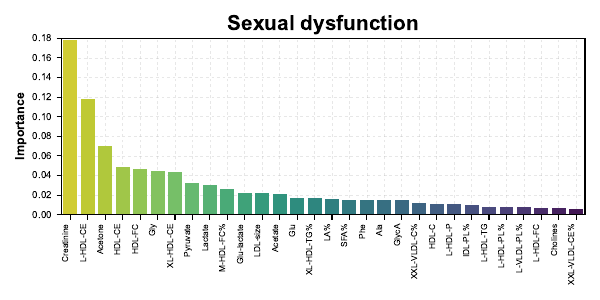 Sexual dysfunction
Importance
0.18
0.16
0.14
0.12
0.10
0.08
0.06
0.04
0.02
0.00
Creatinine
L-HDL-CE
Acetone
HDL-CE
HDL-FC
Gly
XL-HDL-CE
Pyruvate
Lactate
M-HDL-FC%
Glu-lactate
LDL-size
Acetate
Glu
XL-HDL-TG%
LA%
SFA%
Phe
Ala
GlycA
XXL-VLDL-C%
HDL-C
L-HDL-P
IDL-PL%
L-HDL-TG
L-HDL-PL%
L-VLDL-PL%
L-HDL-FC
Cholines
XXL-VLDL-CE%